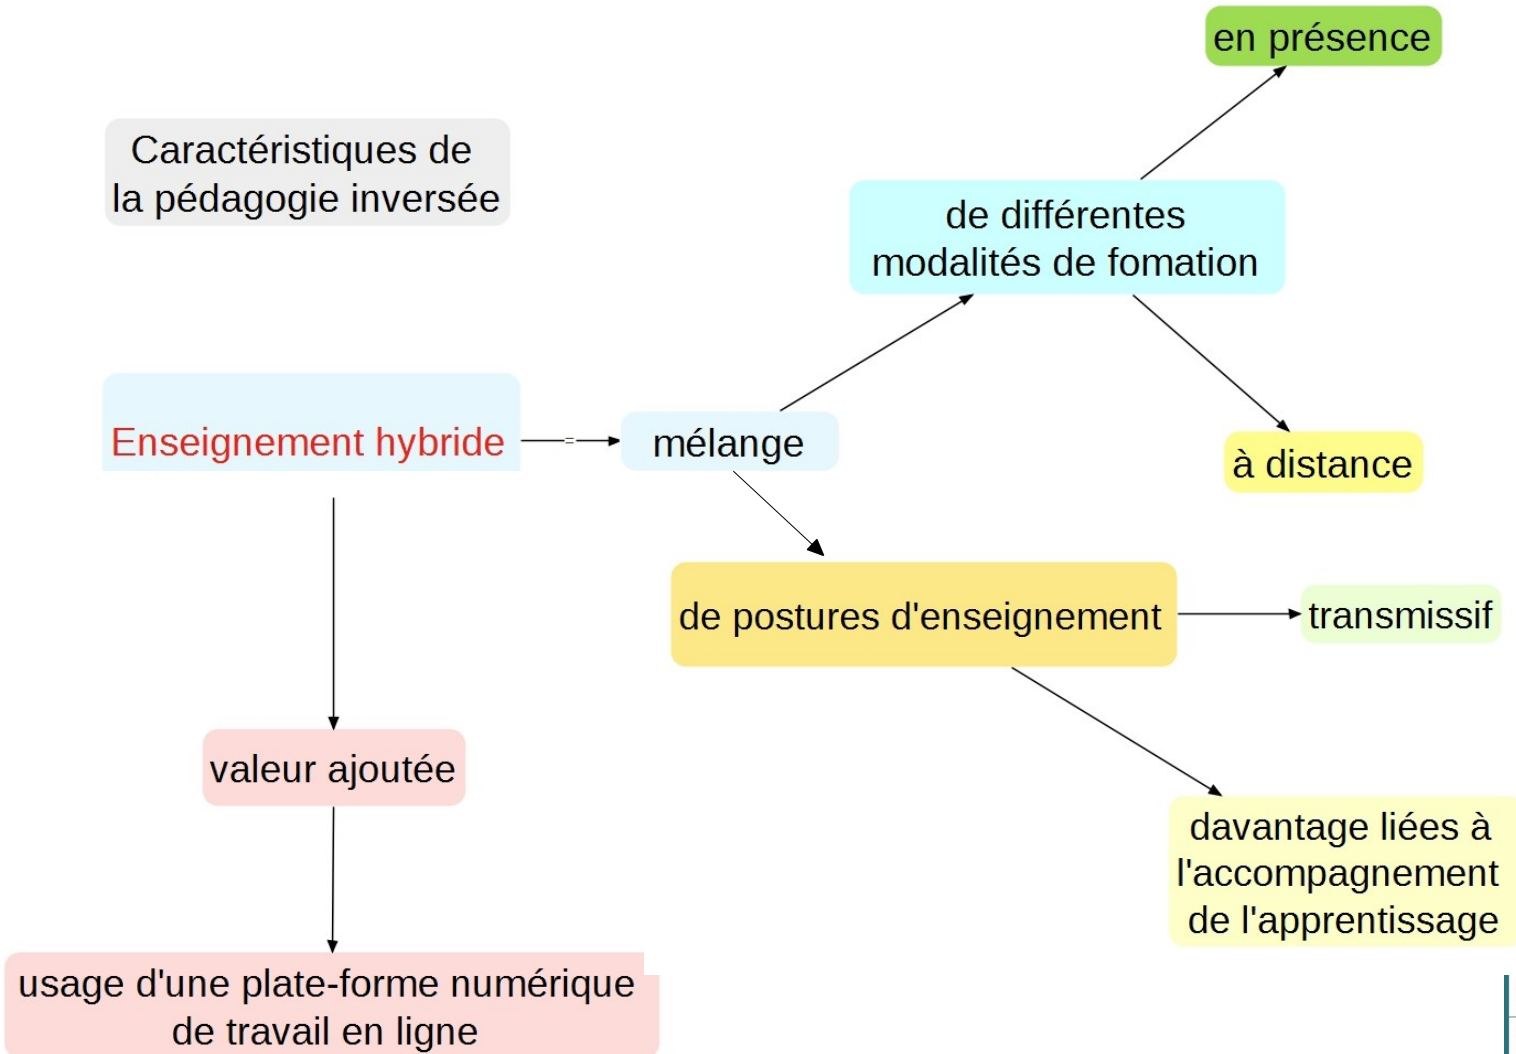 en présence
Caractéristiques de
la pédagogie inversée
de différentes
modalités de fomation
Enseignement hybride
=
mélange
à distance
de postures d'enseignement
transmissif
valeur ajoutée
davantage liées à
l'accompagnement
de l'apprentissage
usage d'une plate-forme numérique
de travail en ligne